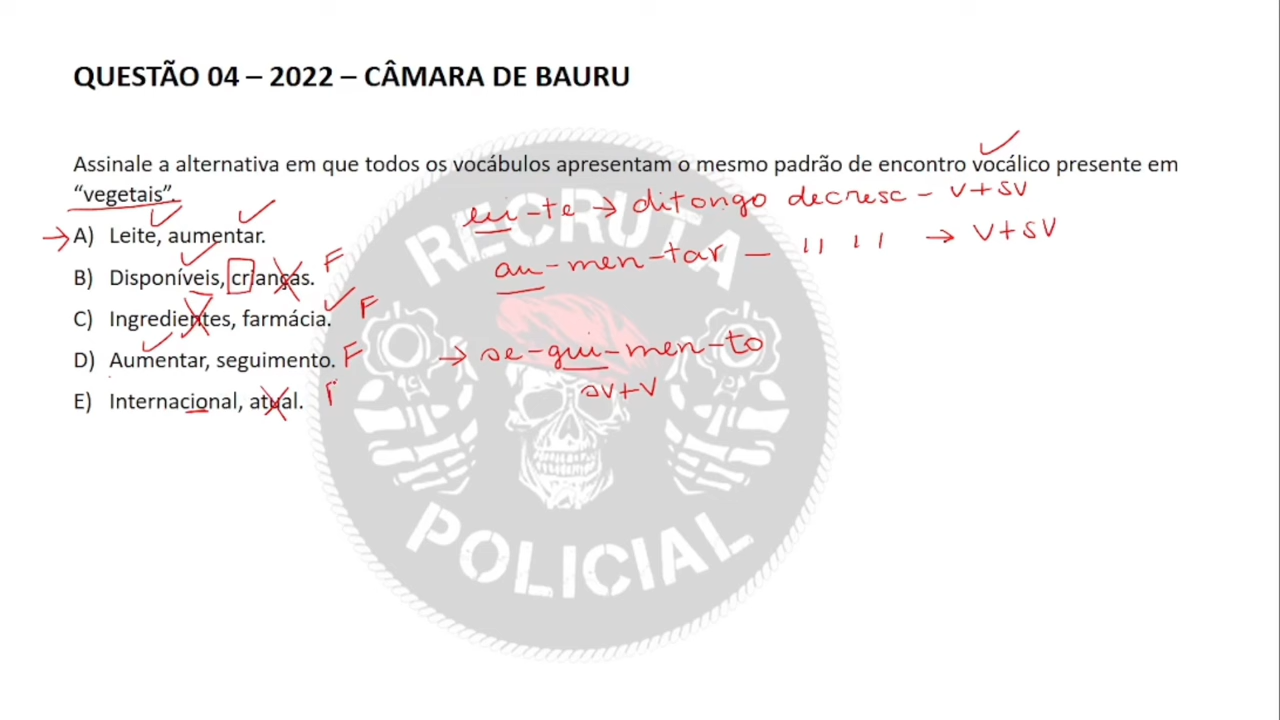 QUESTÃO 04 – 2022 – CÂMARA DE BAURU
Assinale a alternativa em que todos os vocábulos apresentam o mesmo padrão de encontro vocálico presente em
“vegetais”.
lei-te → ditongo decresc – V+SV
A) Leite, aumentar.
au-men-tar – 11 11 → V+SV
B) Disponíveis, crianças. F
C) Ingredientes, farmácia. F
D) Aumentar, seguimento. F
→ se-gui-men-to
SV+V
E) Internacional, atual.
RECRUTA
POLICIAL